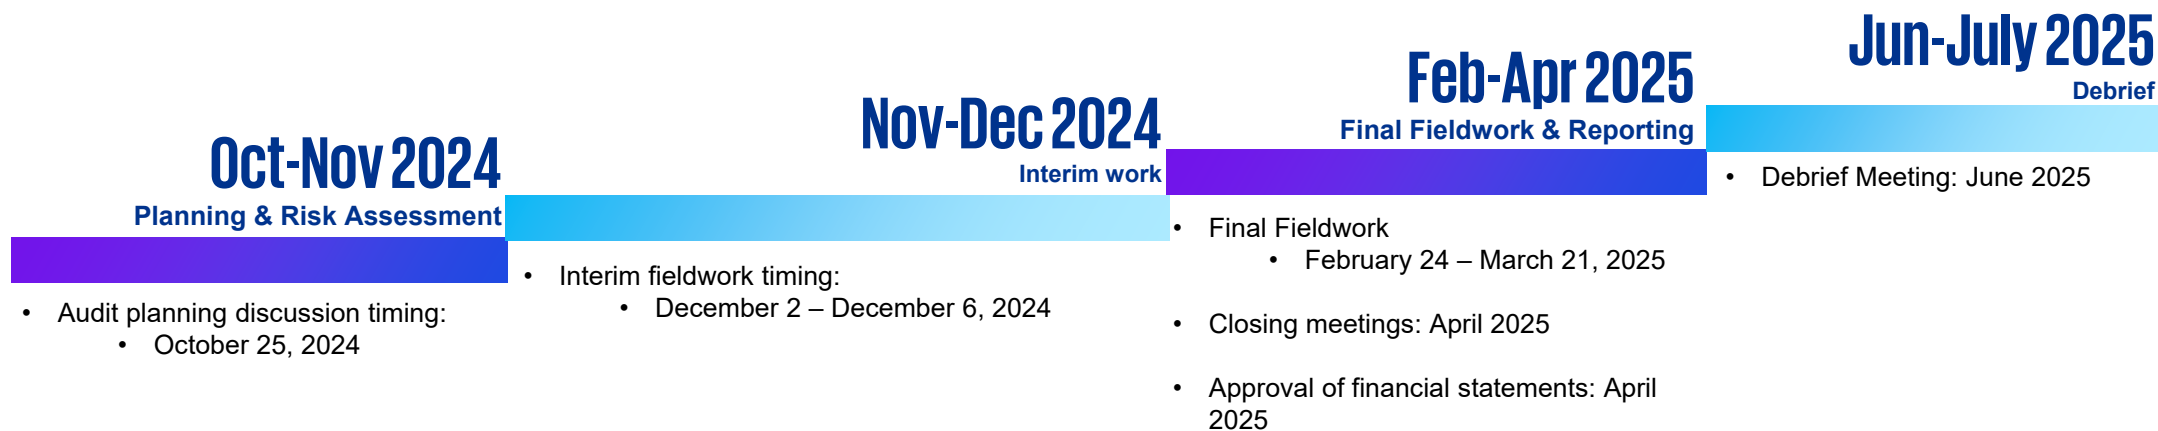 Oct-Nov 2024
Planning & Risk Assessment
• Audit planning discussion timing:
• October 25, 2024
Nov-Dec 2024
Interim work
• Interim fieldwork timing:
• December 2 – December 6, 2024
Feb-Apr 2025
Final Fieldwork & Reporting
• Final Fieldwork
• February 24 – March 21, 2025
• Closing meetings: April 2025
• Approval of financial statements: April
2025
Jun-July 2025
Debrief
• Debrief Meeting: June 2025